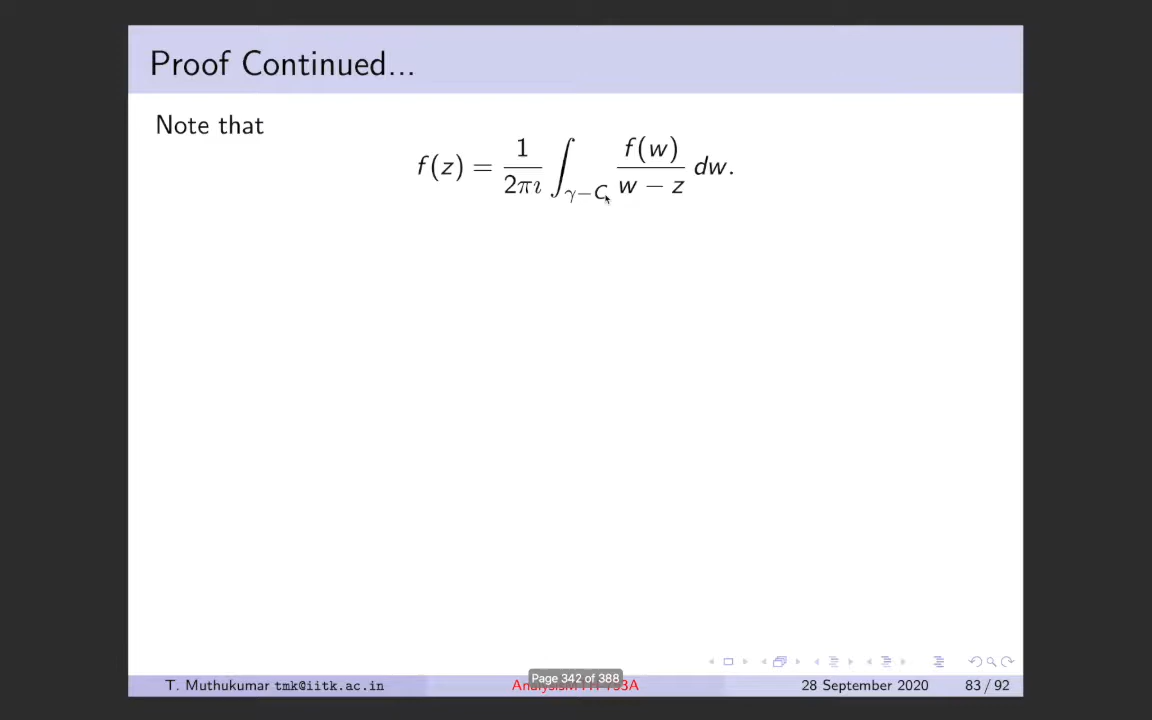 Proof Continued...
Note that
f(z) = 1/2πı ∫γ−C f(w)/w − z dw.
T. Muthukumar tmk@iitk.ac.in
Page 342 of 388
28 September 2020
83 / 92